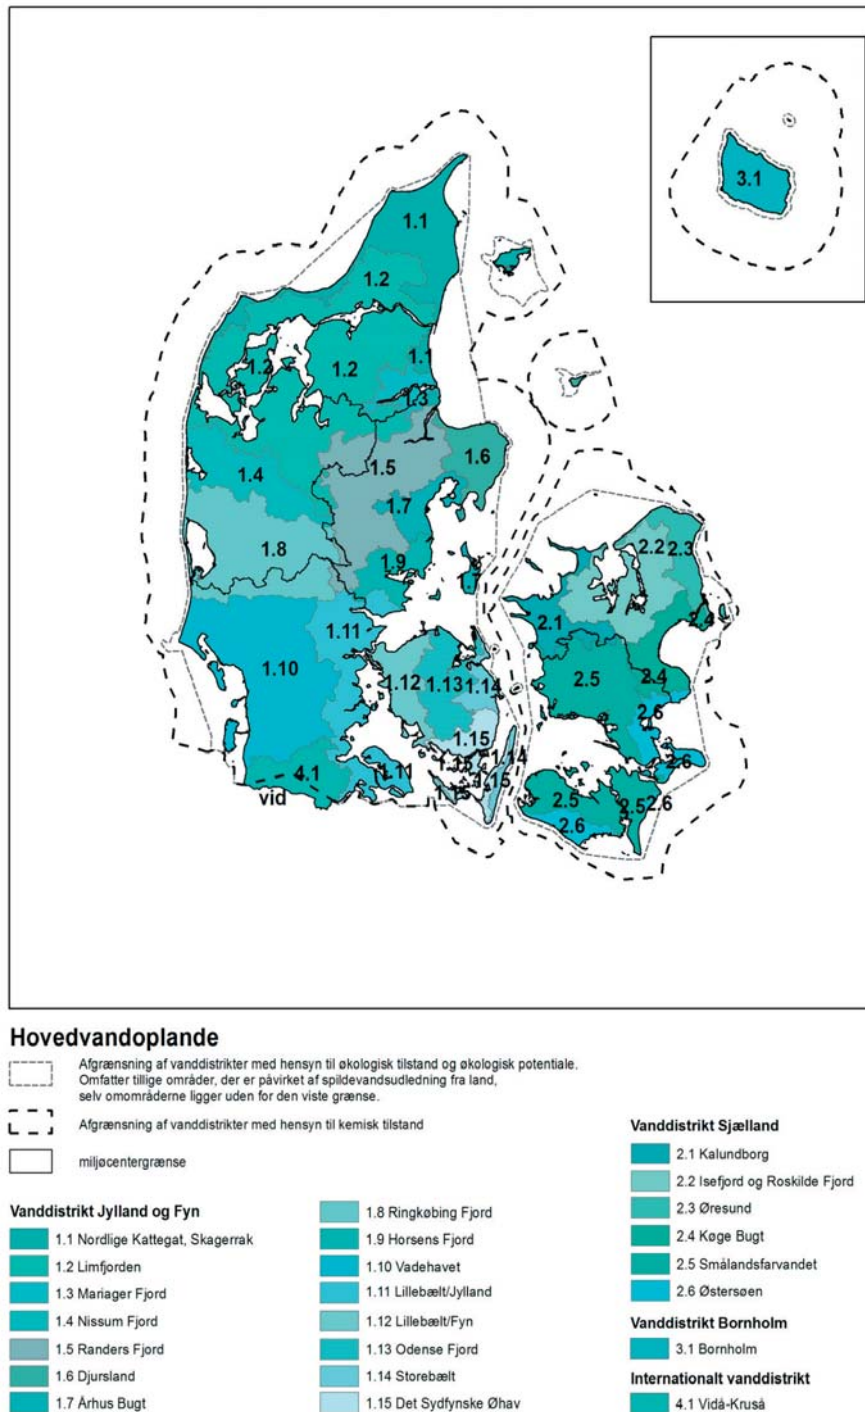 3.1
1.1
1.2
1.2
1.2
1.1
1.3
1.4
1.5
1.6
1.7
1.8
1.9
1.7
2.2
2.3
2.1
2.4
1.11
1.10
1.12
1.13
1.14
2.5
2.4
2.6
1.15
1.14
1.15
1.15
1.15
2.6
4.1
1.11
vid
2.5
2.5
2.6
2.6
Hovedvandoplande
Afgrænsning af vanddistrikter med hensyn til økologisk tilstand og økologisk potentiale.
Omfatter tillige områder, der er påvirket af spildevandsudledning fra land,
selv omområderne ligger uden for den viste grænse.
Afgrænsning af vanddistrikter med hensyn til kemisk tilstand
miljøcentergrænse
Vanddistrikt Jylland og Fyn
1.1 Nordlige Kattegat, Skagerrak
1.2 Limfjorden
1.3 Mariager Fjord
1.4 Nissum Fjord
1.5 Randers Fjord
1.6 Djursland
1.7 Århus Bugt
1.8 Ringkøbing Fjord
1.9 Horsens Fjord
1.10 Vadehavet
1.11 Lillebælt/Jylland
1.12 Lillebælt/Fyn
1.13 Odense Fjord
1.14 Storebælt
1.15 Det Sydfynske Øhav
Vanddistrikt Sjælland
2.1 Kalundborg
2.2 Isefjord og Roskilde Fjord
2.3 Øresund
2.4 Køge Bugt
2.5 Smålandsfarvandet
2.6 Østersøen
Vanddistrikt Bornholm
3.1 Bornholm
Internationalt vanddistrikt
4.1 Vidå-Kruså